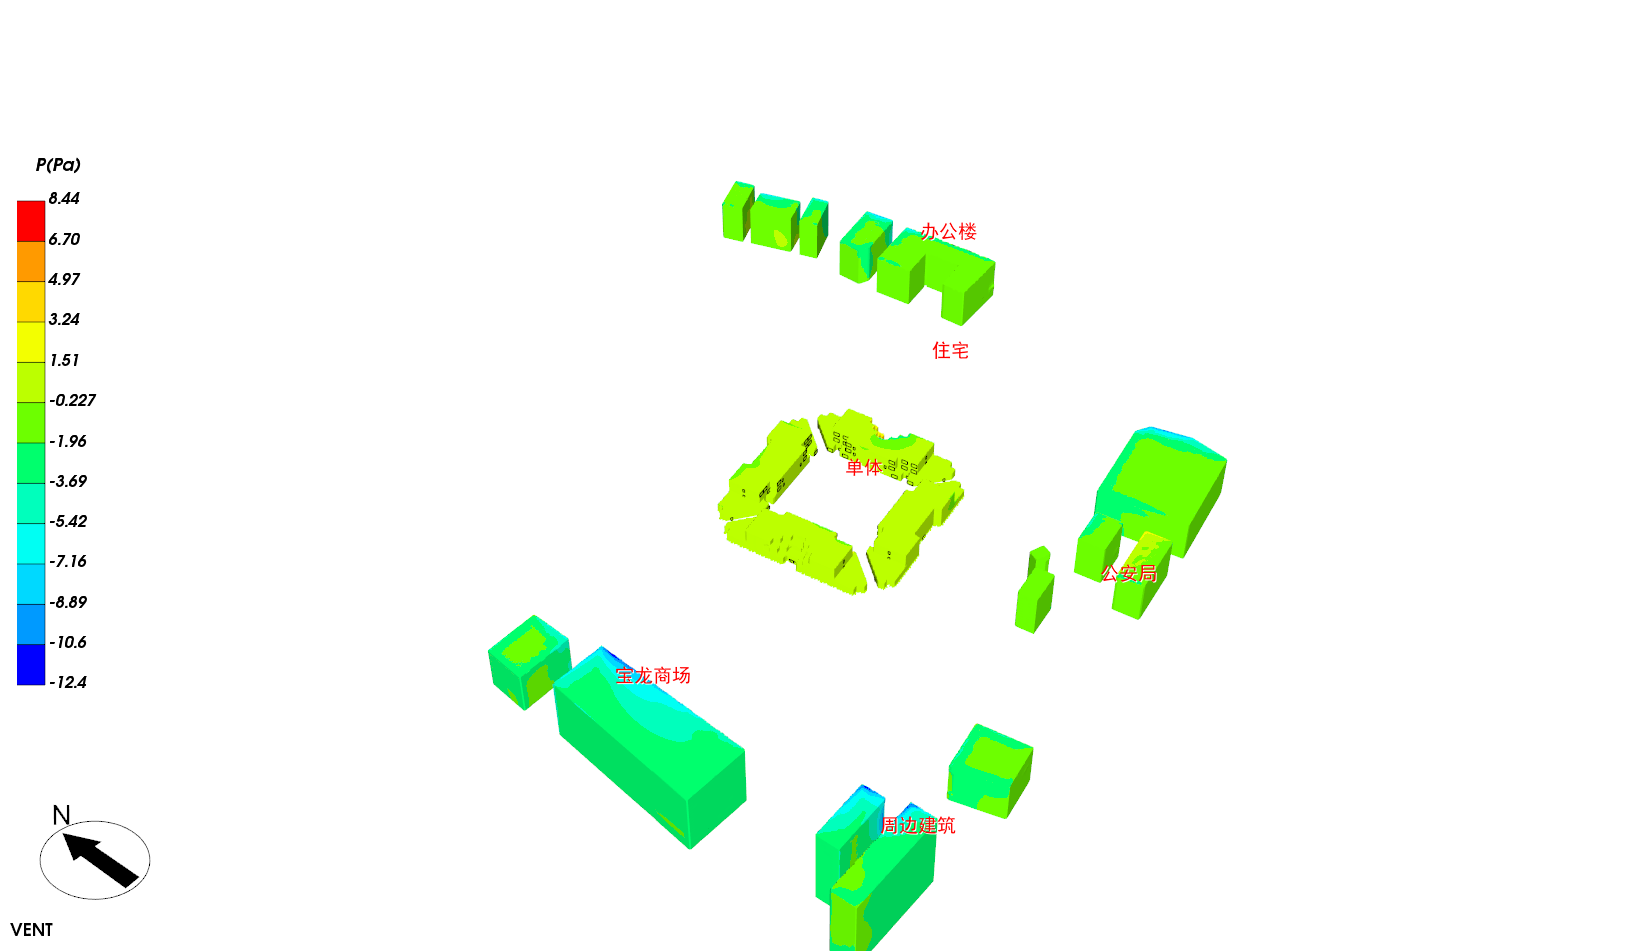 P(Pa)
8.44
6.70
4.97
3.24
1.51
-0.227
-1.96
-3.69
-5.42
-7.16
-8.89
-10.6
-12.4
办公楼
住宅
单体
公安局
宝龙商场
周边建筑
N
VENT